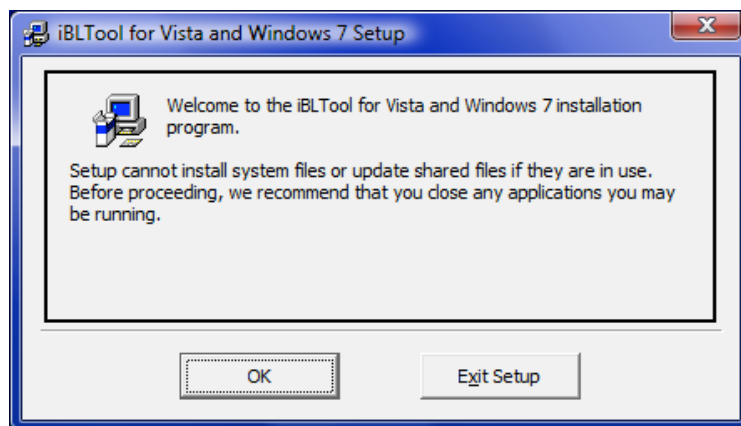 iBLTool for Vista and Windows 7 Setup
Welcome to the iBLTool for Vista and Windows 7 installation
program.
Setup cannot install system files or update shared files if they are in use.
Before proceeding, we recommend that you close any applications you may
be running.
OK
Exit Setup